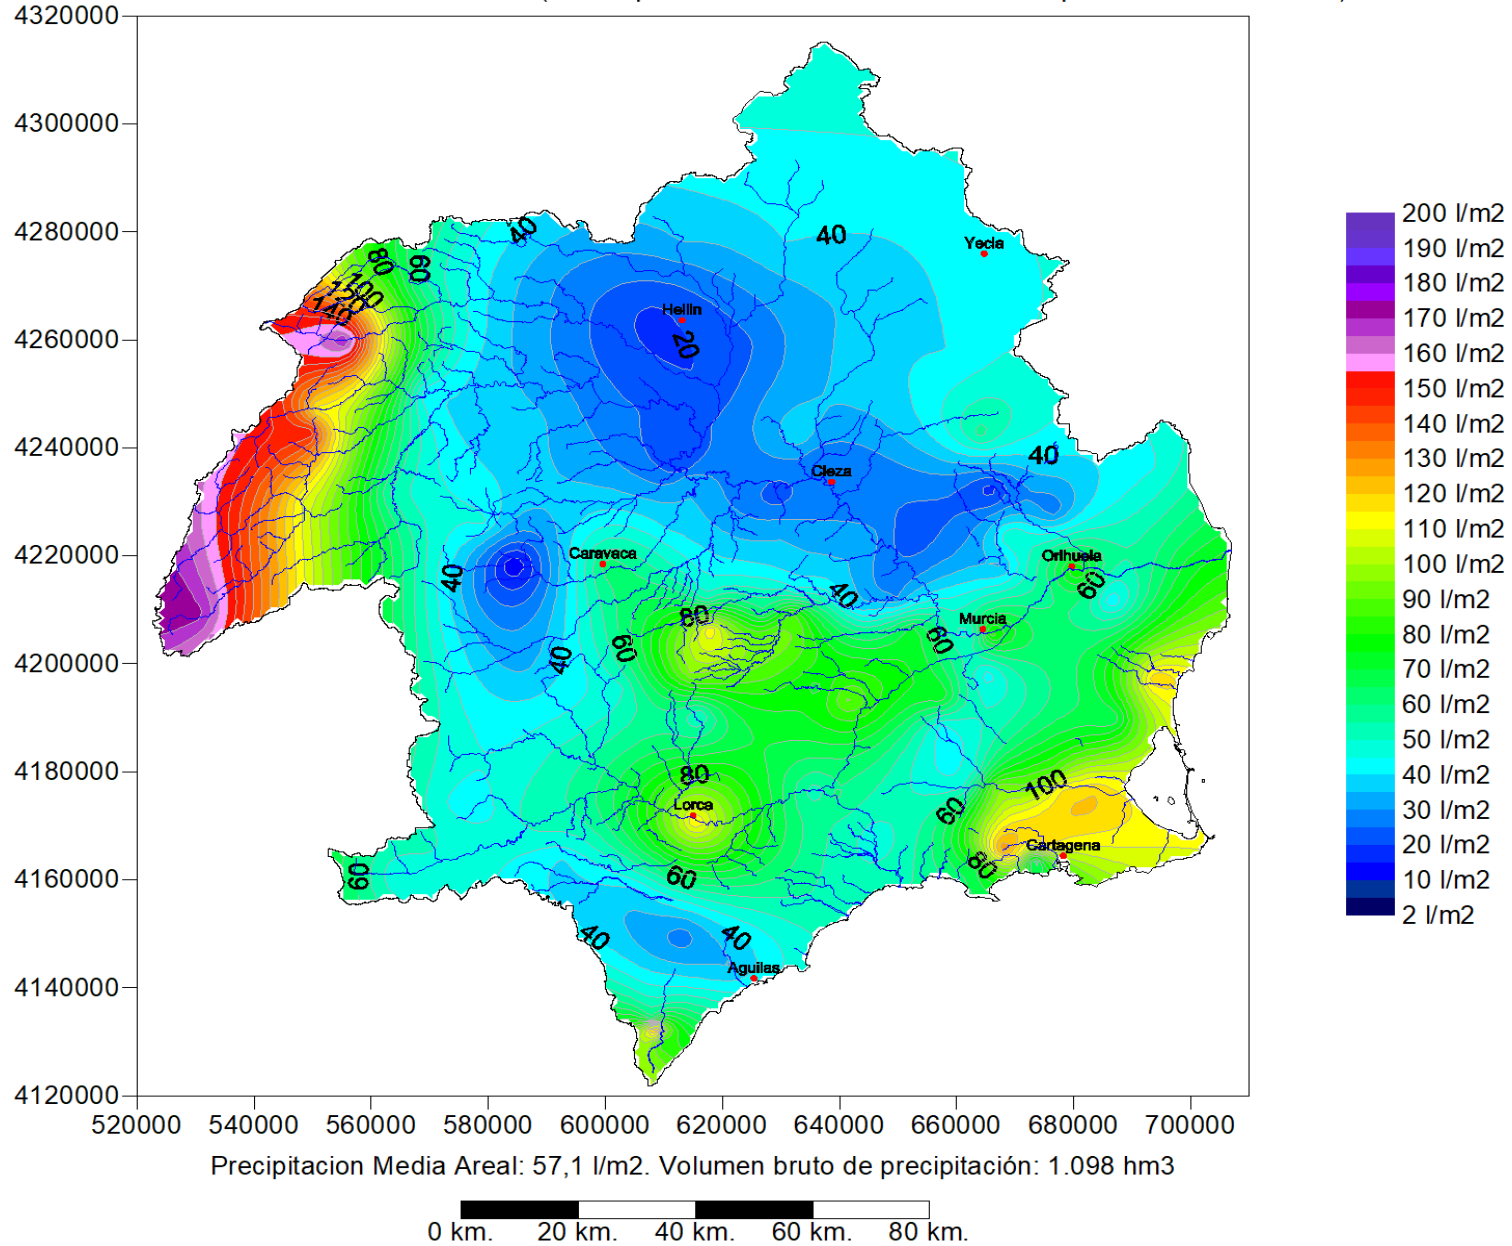 4320000
4300000
4280000
4260000
4240000
4220000
4200000
4180000
4160000
4140000
4120000
520000 540000 560000 580000 600000 620000 640000 660000 680000 700000
40
40
Yecla
80
60
100
120
140
Hellin
20
40
Cieza
Caravaca
Orihuela
40
40
60
80
Murcia
60
60
40
80
Lorca
100
60
Cartagena
80
60
60
40
40
Aguilas
200 l/m2
190 l/m2
180 l/m2
170 l/m2
160 l/m2
150 l/m2
140 l/m2
130 l/m2
120 l/m2
110 l/m2
100 l/m2
90 l/m2
80 l/m2
70 l/m2
60 l/m2
50 l/m2
40 l/m2
30 l/m2
20 l/m2
10 l/m2
2 l/m2
Precipitacion Media Areal: 57,1 l/m2. Volumen bruto de precipitación: 1.098 hm3
0 km. 20 km. 40 km. 60 km. 80 km.